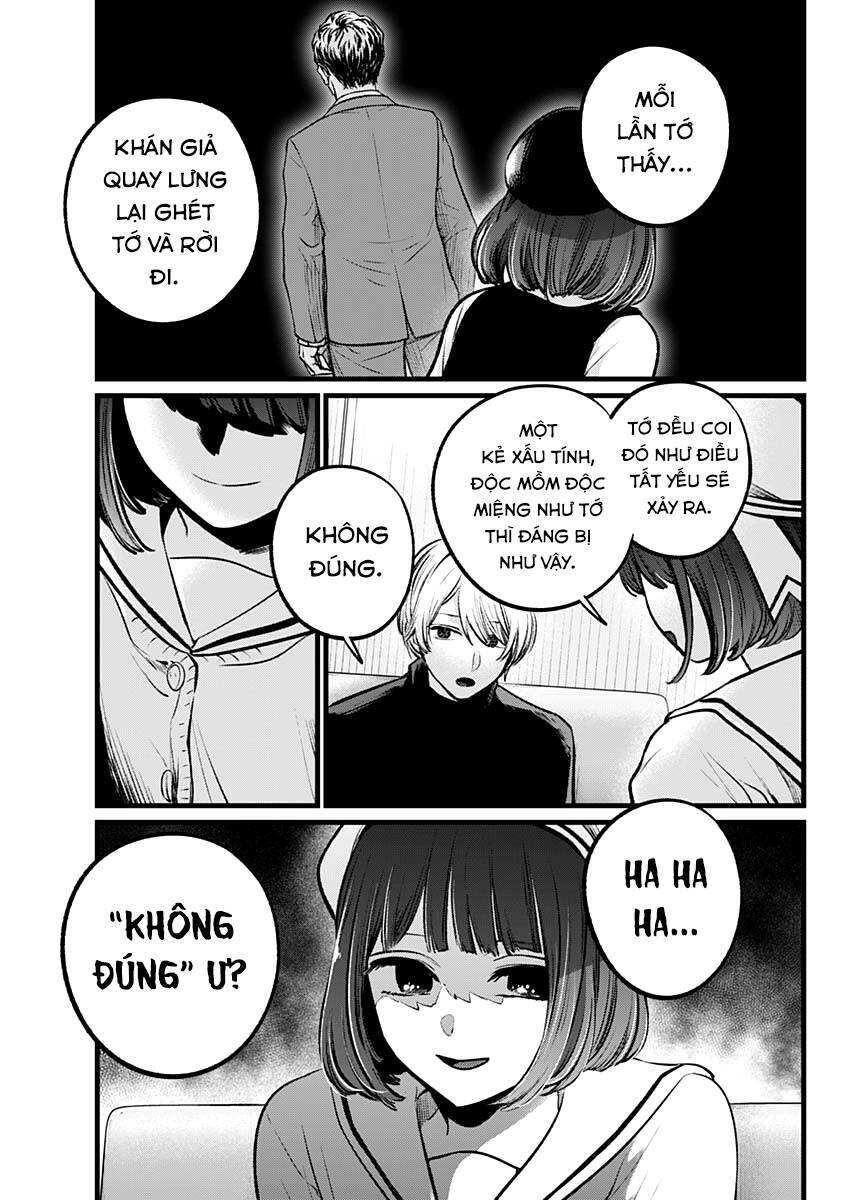 MỖI
LẦN TỚ
THẤY...
KHÁN GIẢ
QUAY LƯNG
LẠI GHÉT
TỚ VÀ RỜI
ĐI.
TỚ ĐỀU COI
ĐÓ NHƯ ĐIỀU
TẤT YẾU SẼ
XẢY RA.
MỘT
KẺ XẤU TÍNH,
ĐỘC MỒM ĐỘC
MIỆNG NHƯ TỚ
THÌ ĐÁNG BỊ
NHƯ VẬY.
KHÔNG
ĐÚNG.
HA HA
HA...
"KHÔNG
ĐÚNG" Ư?